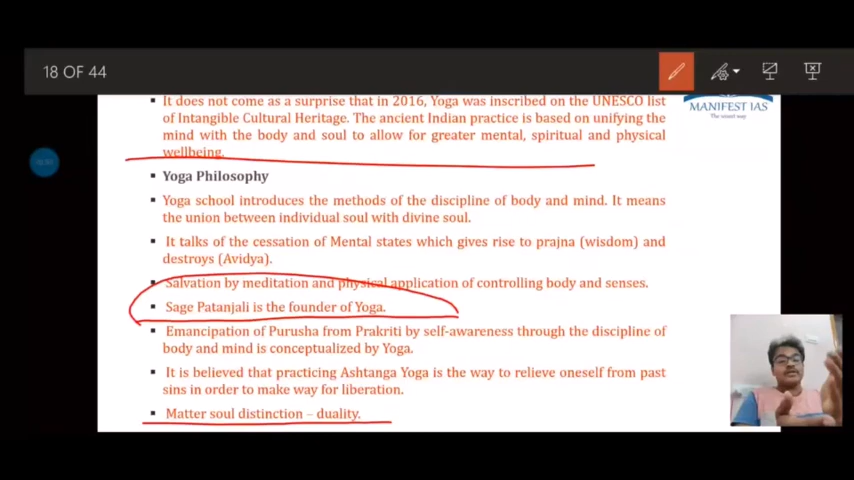 18 OF 44
It does not come as a surprise that in 2016, Yoga was inscribed on the UNESCO list
of Intangible Cultural Heritage. The ancient Indian practice is based on unifying the
mind with the body and soul to allow for greater mental, spiritual and physical
wellbeing.
MANIFEST IAS
Yoga Philosophy
Yoga school introduces the methods of the discipline of body and mind. It means
the union between individual soul with divine soul.
It talks of the cessation of Mental states which gives rise to prajna (wisdom) and
destroys (Avidya).
Salvation by meditation and physical application of controlling body and senses.
Sage Patanjali is the founder of Yoga.
Emancipation of Purusha from Prakriti by self-awareness through the discipline of
body and mind is conceptualized by Yoga.
It is believed that practicing Ashtanga Yoga is the way to relieve oneself from past
sins in order to make way for liberation.
Matter soul distinction – duality.